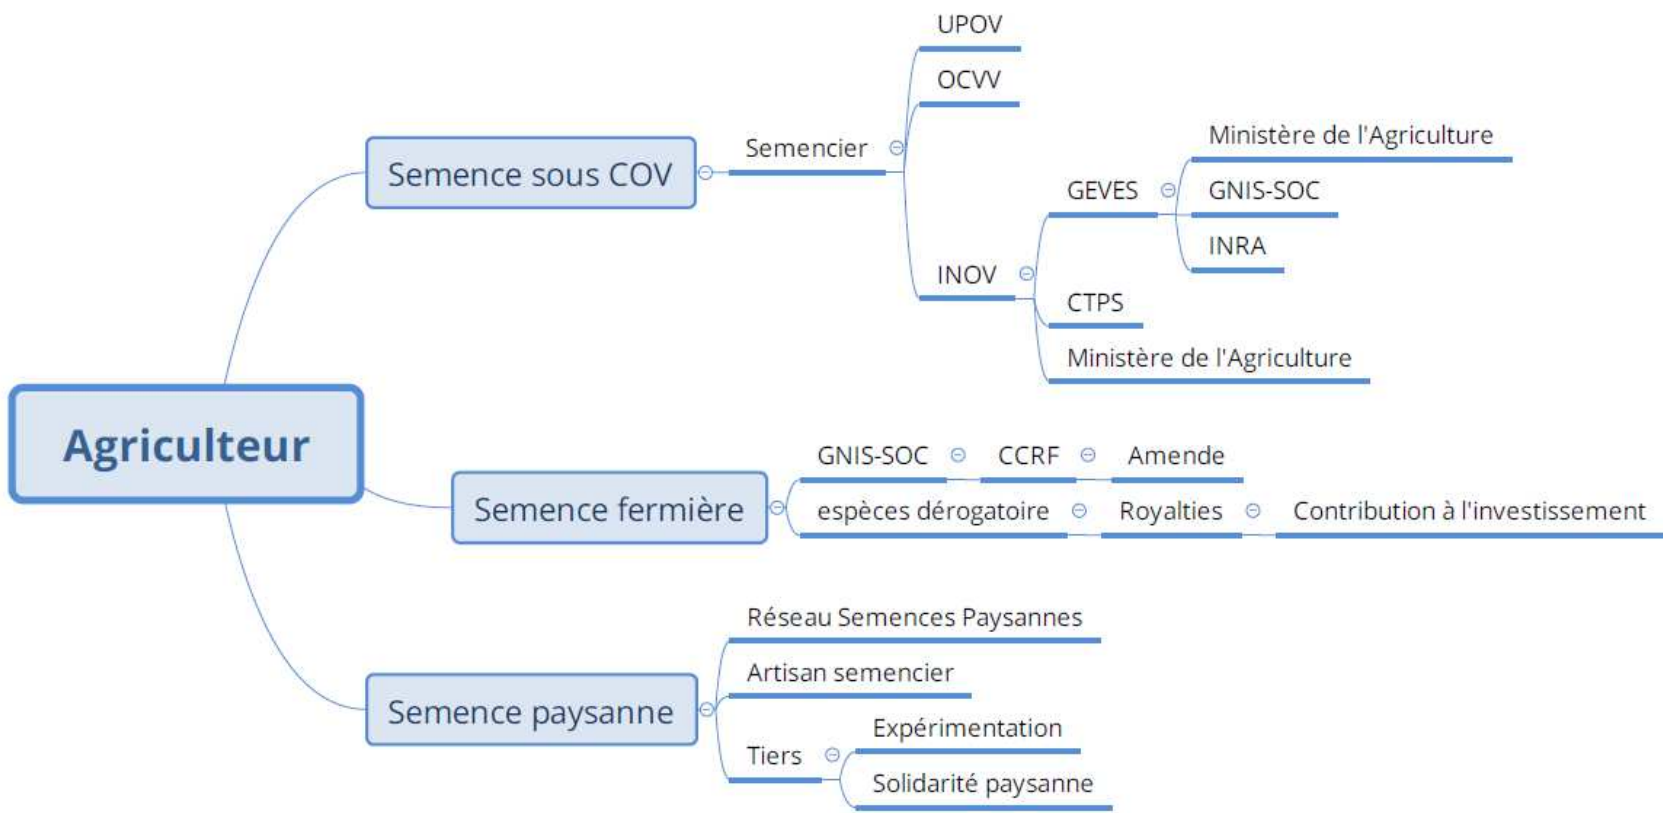 Agriculteur
Semence sous COV
Semencier
UPOV
OCVV
INOV
GEVES
Ministère de l'Agriculture
GNIS-SOC
INRA
CTPS
Ministère de l'Agriculture
Semence fermière
GNIS-SOC
CCRF
Amende
espèces dérogatoire
Royalties
Contribution à l'investissement
Semence paysanne
Réseau Semences Paysannes
Artisan semencier
Tiers
Expérimentation
Solidarité paysanne